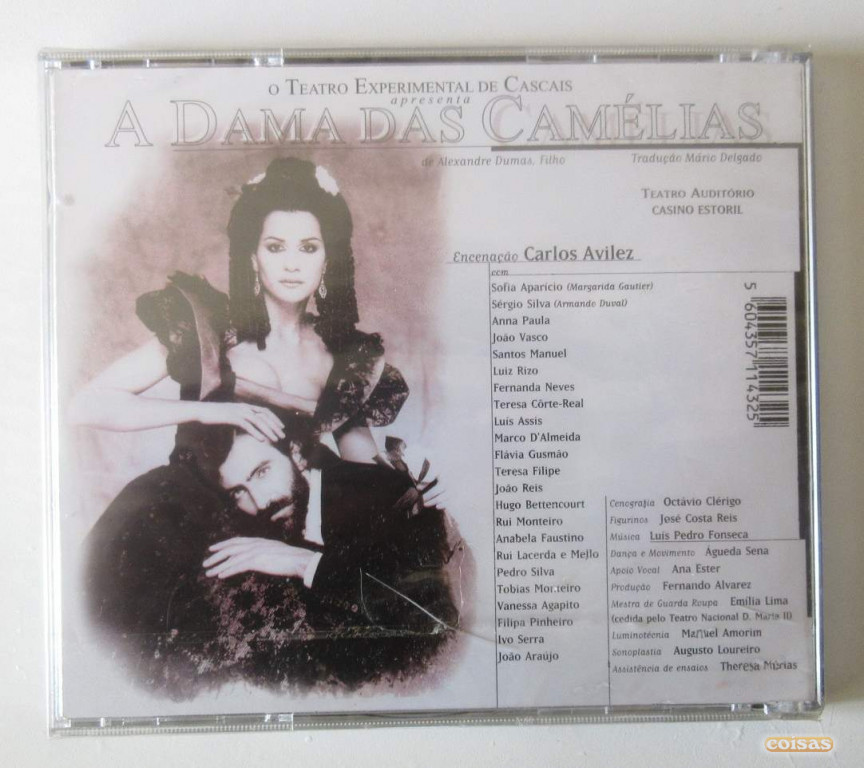 O TEATRO EXPERIMENTAL DE CASCAIS
apresenta
A DAMA DAS CAMÉLIAS
de Alexandre Dumas, Filho
Tradução Mário Delgado
TEATRO AUDITÓRIO
CASINO ESTORIL
Encenação Carlos Avilez
com
Sofia Aparício (Margarida Gautier)
Sérgio Silva (Armando Duval)
Anna Paula
João Vasco
Santos Manuel
Luiz Rizo
Fernanda Neves
Teresa Côrte-Real
Luís Assis
Marco D'Almeida
Flávia Gusmão
Teresa Filipe
João Reis
Hugo Bettencourt
Rui Monteiro
Anabela Faustino
Rui Lacerda e Mello
Pedro Silva
Tobias Monteiro
Vanessa Agapito
Filipa Pinheiro
Ivo Serra
João Araújo
Cenografia Octávio Clérigo
Figurinos José Costa Reis
Música Luís Pedro Fonseca
Dança e Movimento Águeda Sena
Apoio Vocal Ana Ester
Produção Fernando Alvarez
Mestra de Guarda Roupa Emília Lima
(cedida pelo Teatro Nacional D. Maria II)
Luminotécnia Manuel Amorim
Sonoplastia Augusto Loureiro
Assistência de ensaios Theresa Múrias
5 604357 114325
coisas